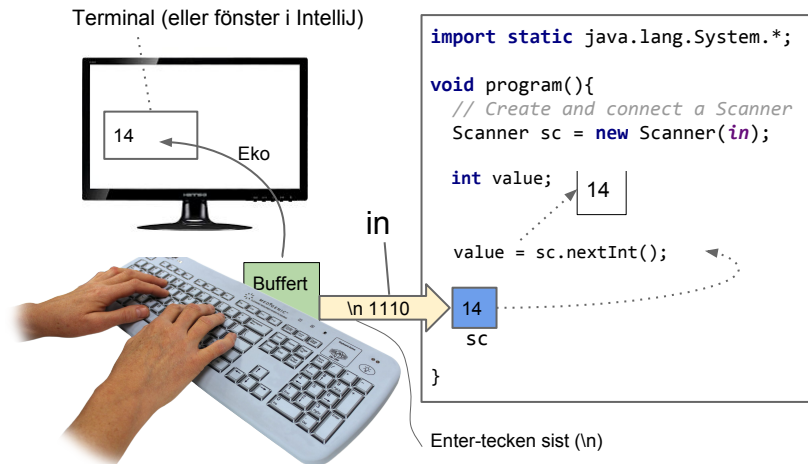 Terminal (eller fönster i IntelliJ)
14
Eko
Buffert
in
\n 1110
Enter-tecken sist (\n)
import static java.lang.System.*;
void program(){
// Create and connect a Scanner
Scanner sc = new Scanner(in);
int value;
14
value = sc.nextInt();
14
sc
}